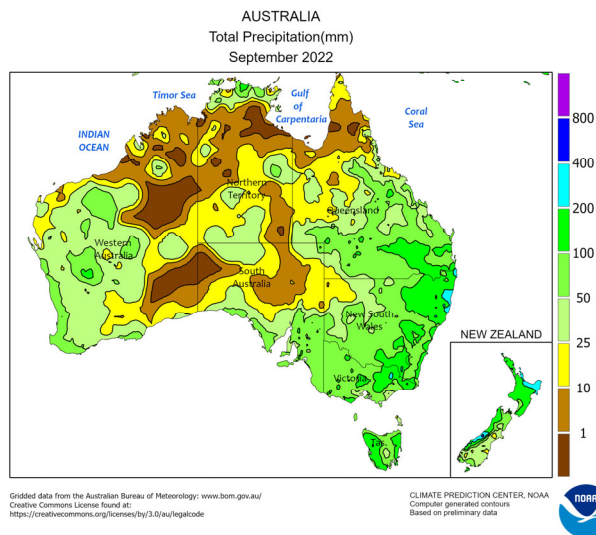 AUSTRALIA
Total Precipitation(mm)
September 2022
Timor Sea
Gulf
of
Carpentaria
Coral
Sea
INDIAN
OCEAN
Northern
Territory
Queensland
Western
Australia
South
Australia
New South
Wales
Victoria
Tas.
NEW ZEALAND
800
400
200
100
50
25
10
1
Gridded data from the Australian Bureau of Meteorology: www.bom.gov.au/
Creative Commons License found at:
https://creativecommons.org/licenses/by/3.0/au/legalcode
CLIMATE PREDICTION CENTER, NOAA
Computer generated contours
Based on preliminary data
NOAA